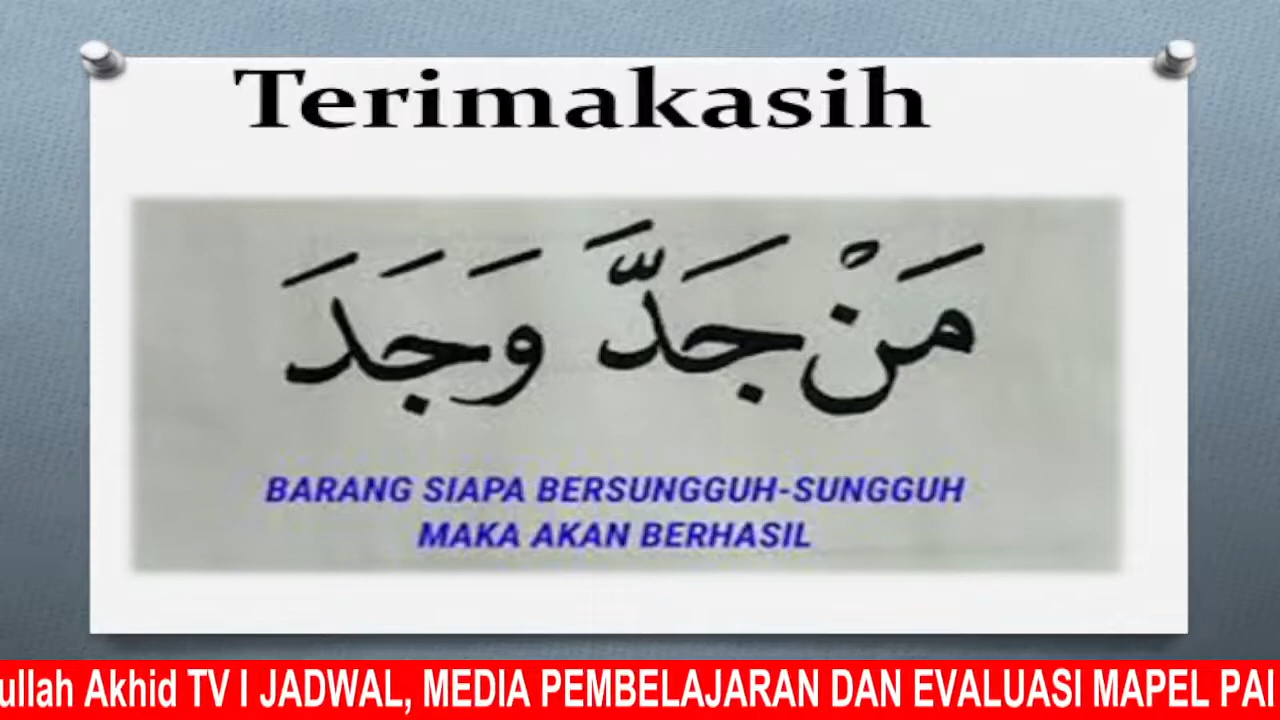 Terimakasih
مَنْ جَدَّ وَجَدَ
BARANG SIAPA BERSUNGGUH-SUNGGUH
MAKA AKAN BERHASIL
ullah Akhid TV I JADWAL, MEDIA PEMBELAJARAN DAN EVALUASI MAPEL PAI